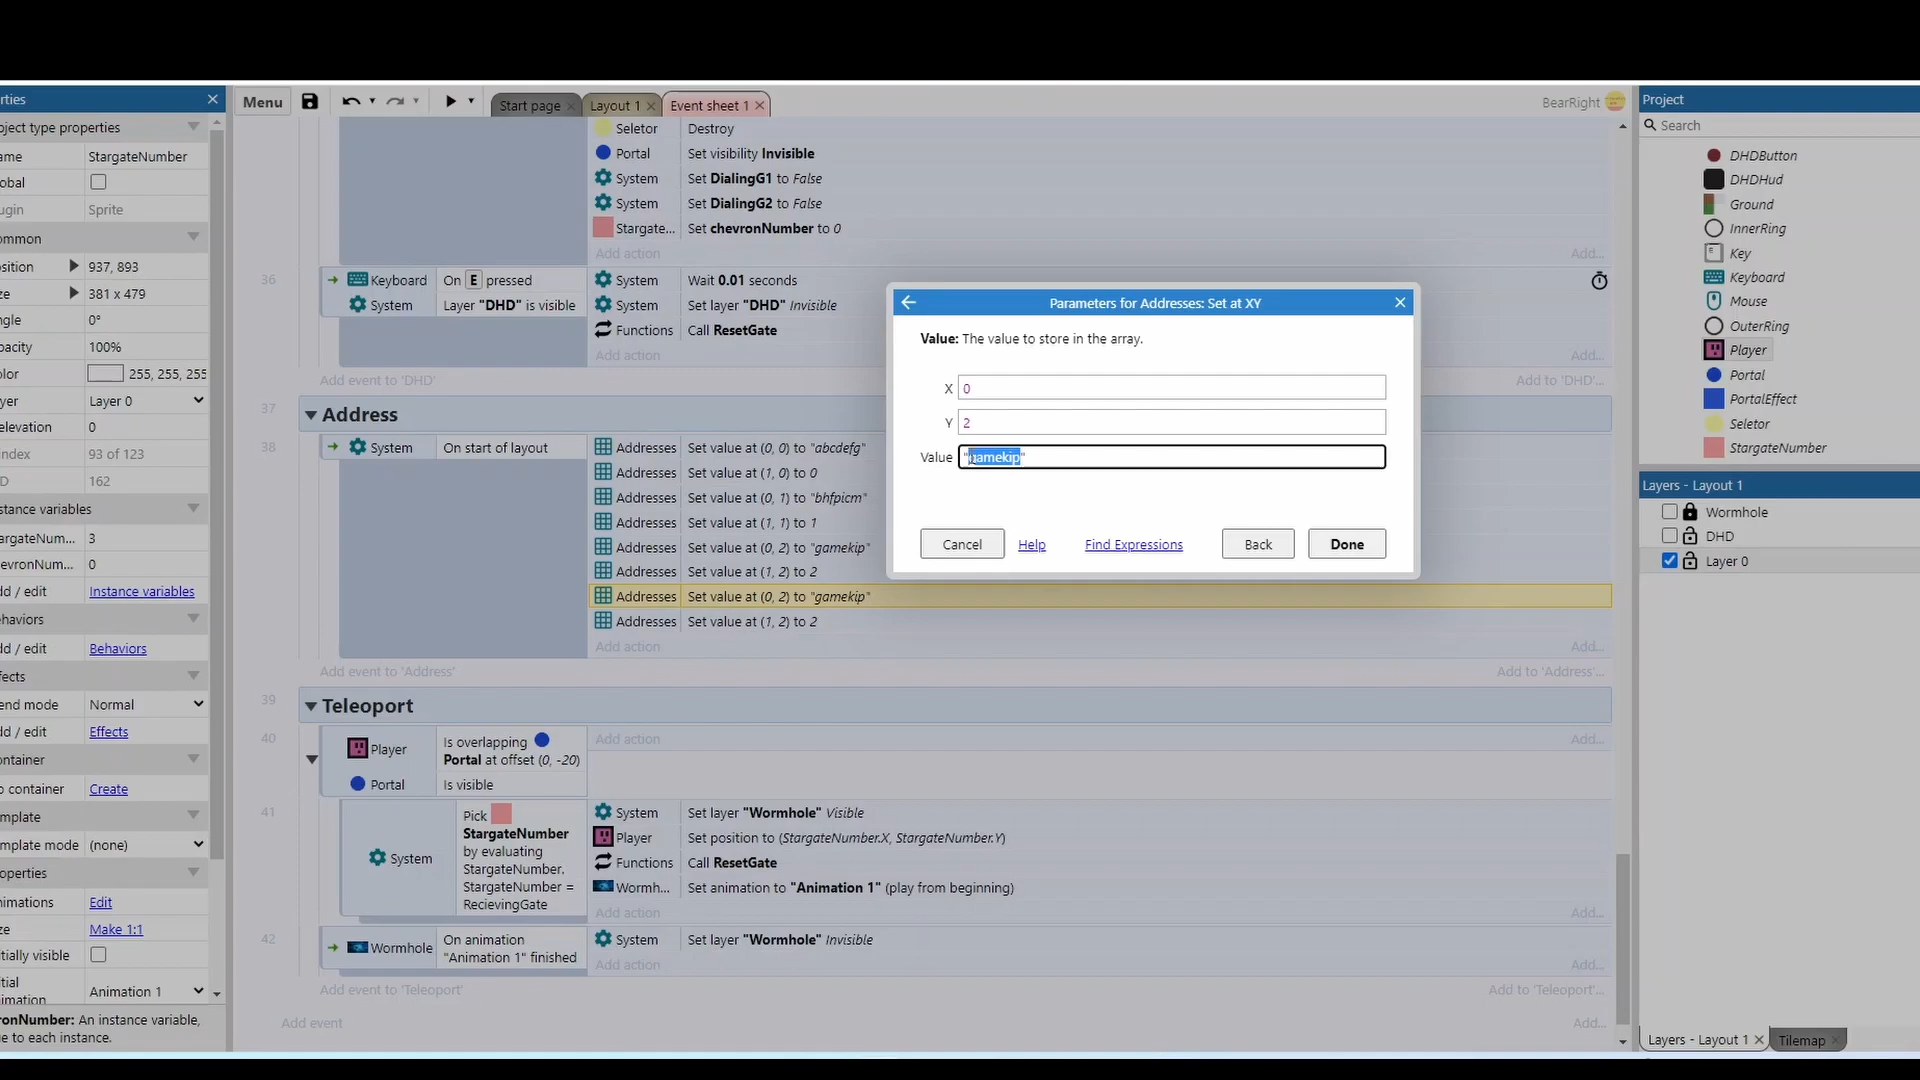 rties
oject type properties
ame StargateNumber
obal
ugin Sprite
ommon
sition 937, 893
ze 381 x 479
ngle 0°
pacity 100%
olor 255, 255, 255
yer Layer 0
elevation 0
index 93 of 123
D 162
stance variables
argateNum... 3
evronNum... 0
dd / edit Instance variables
ehaviors
dd / edit Behaviors
fects
end mode Normal
dd / edit Effects
ontainer
o container Create
emplate
mplate mode (none)
operties
nimations Edit
ze Make 1:1
itially visible
itial
nimation Animation 1
ronNumber: An instance variable,
ue to each instance.
Menu
Start page
Layout 1
Event sheet 1
BearRight
Seletor Destroy
Portal Set visibility Invisible
System Set DialingG1 to False
System Set DialingG2 to False
Stargate... Set chevronNumber to 0
Add action Add...
36 Keyboard On E pressed
System Layer "DHD" is visible
System Wait 0.01 seconds
System Set layer "DHD" Invisible
Functions Call ResetGate
Add action Add...
Add event to 'DHD' Add to 'DHD'...
37 Address
38 System On start of layout
Addresses Set value at (0, 0) to "abcdefg"
Addresses Set value at (1, 0) to 0
Addresses Set value at (0, 1) to "bhfpicm"
Addresses Set value at (1, 1) to 1
Addresses Set value at (0, 2) to "gamekip"
Addresses Set value at (1, 2) to 2
Addresses Set value at (0, 2) to "gamekip"
Addresses Set value at (1, 2) to 2
Add action Add...
Add event to 'Address' Add to 'Address'...
39 Teleoport
40 Player Is overlapping
Portal at offset (0, -20)
Portal Is visible
Add action Add...
41 System Pick
StargateNumber
by evaluating
StargateNumber.
StargateNumber =
RecievingGate
System Set layer "Wormhole" Visible
Player Set position to (StargateNumber.X, StargateNumber.Y)
Functions Call ResetGate
Wormh... Set animation to "Animation 1" (play from beginning)
Add action Add...
42 Wormhole On animation
"Animation 1" finished
System Set layer "Wormhole" Invisible
Add action Add...
Add event to 'Teleoport' Add to 'Teleoport'...
Add event Add...
Parameters for Addresses: Set at XY
Value: The value to store in the array.
X 0
Y 2
Value "gamekip"
Cancel Help Find Expressions Back Done
Project
Search
DHDButton
DHDHud
Ground
InnerRing
Key
Keyboard
Mouse
OuterRing
Player
Portal
PortalEffect
Seletor
StargateNumber
Layers - Layout 1
Wormhole
DHD
Layer 0
Layers - Layout 1
Tilemap